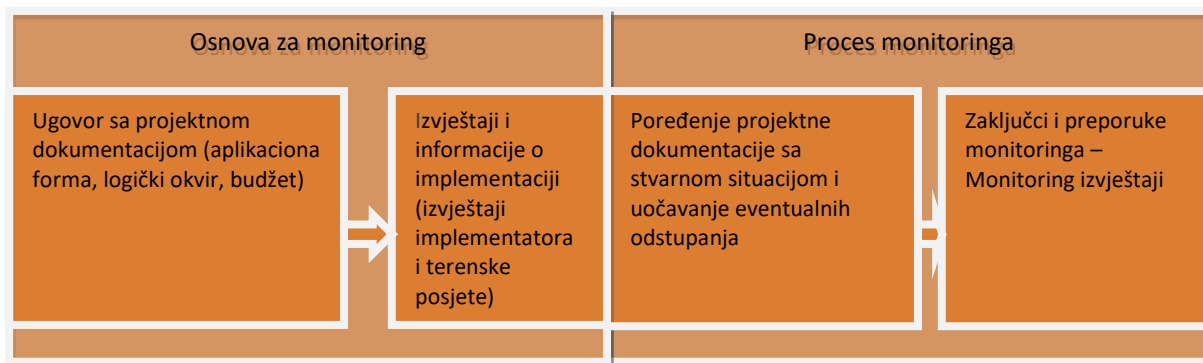 Osnova za monitoring
Proces monitoringa
Ugovor sa projektnom
dokumentacijom (aplikaciona
forma, logički okvir, budžet)
Izvještaji i
informacije o
implementaciji
(izvještaji
implementatora
i terenske
posjete)
Poređenje projektne
dokumentacije sa
stvarnom situacijom i
uočavanje eventualnih
odstupanja
Zaključci i preporuke
monitoringa –
Monitoring izvještaji